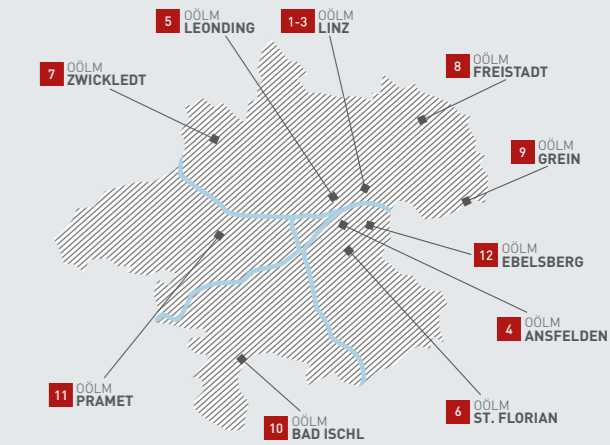 5 OÖLM
LEONDING
1-3 OÖLM
LINZ
7 OÖLM
ZWICKLEDT
8 OÖLM
FREISTADT
9 OÖLM
GREIN
12 OÖLM
EBELSBERG
4 OÖLM
ANSFELDEN
11 OÖLM
PRAMET
6 OÖLM
ST. FLORIAN
10 OÖLM
BAD ISCHL